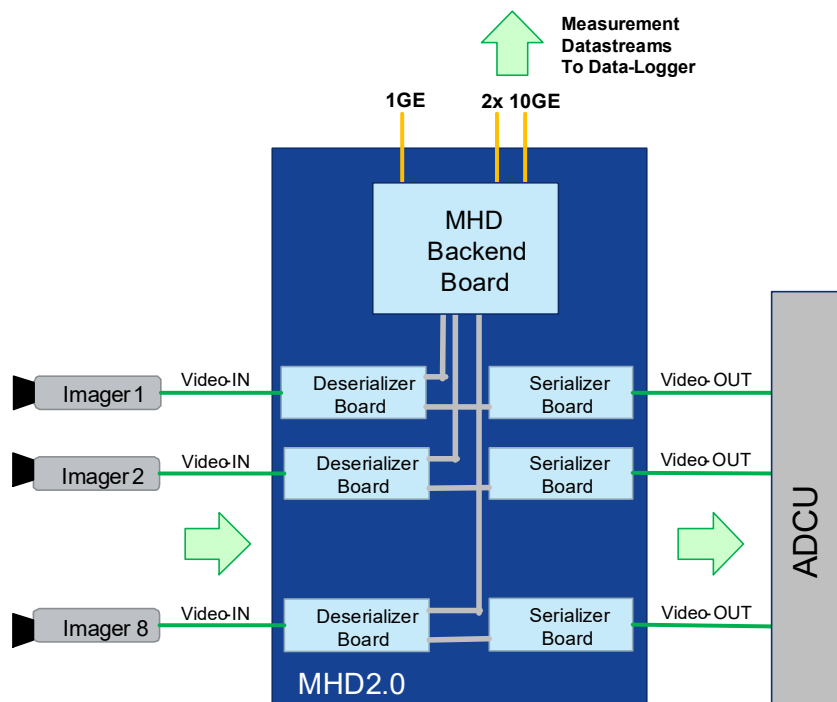 Measurement
Datastreams
To Data-Logger
1GE
2x 10GE
MHD
Backend
Board
Imager 1
Video-IN
Deserializer
Board
Serializer
Board
Video-OUT
Imager 2
Video-IN
Deserializer
Board
Serializer
Board
Video-OUT
ADCU
Imager 8
Video-IN
Deserializer
Board
Serializer
Board
Video-OUT
MHD2.0